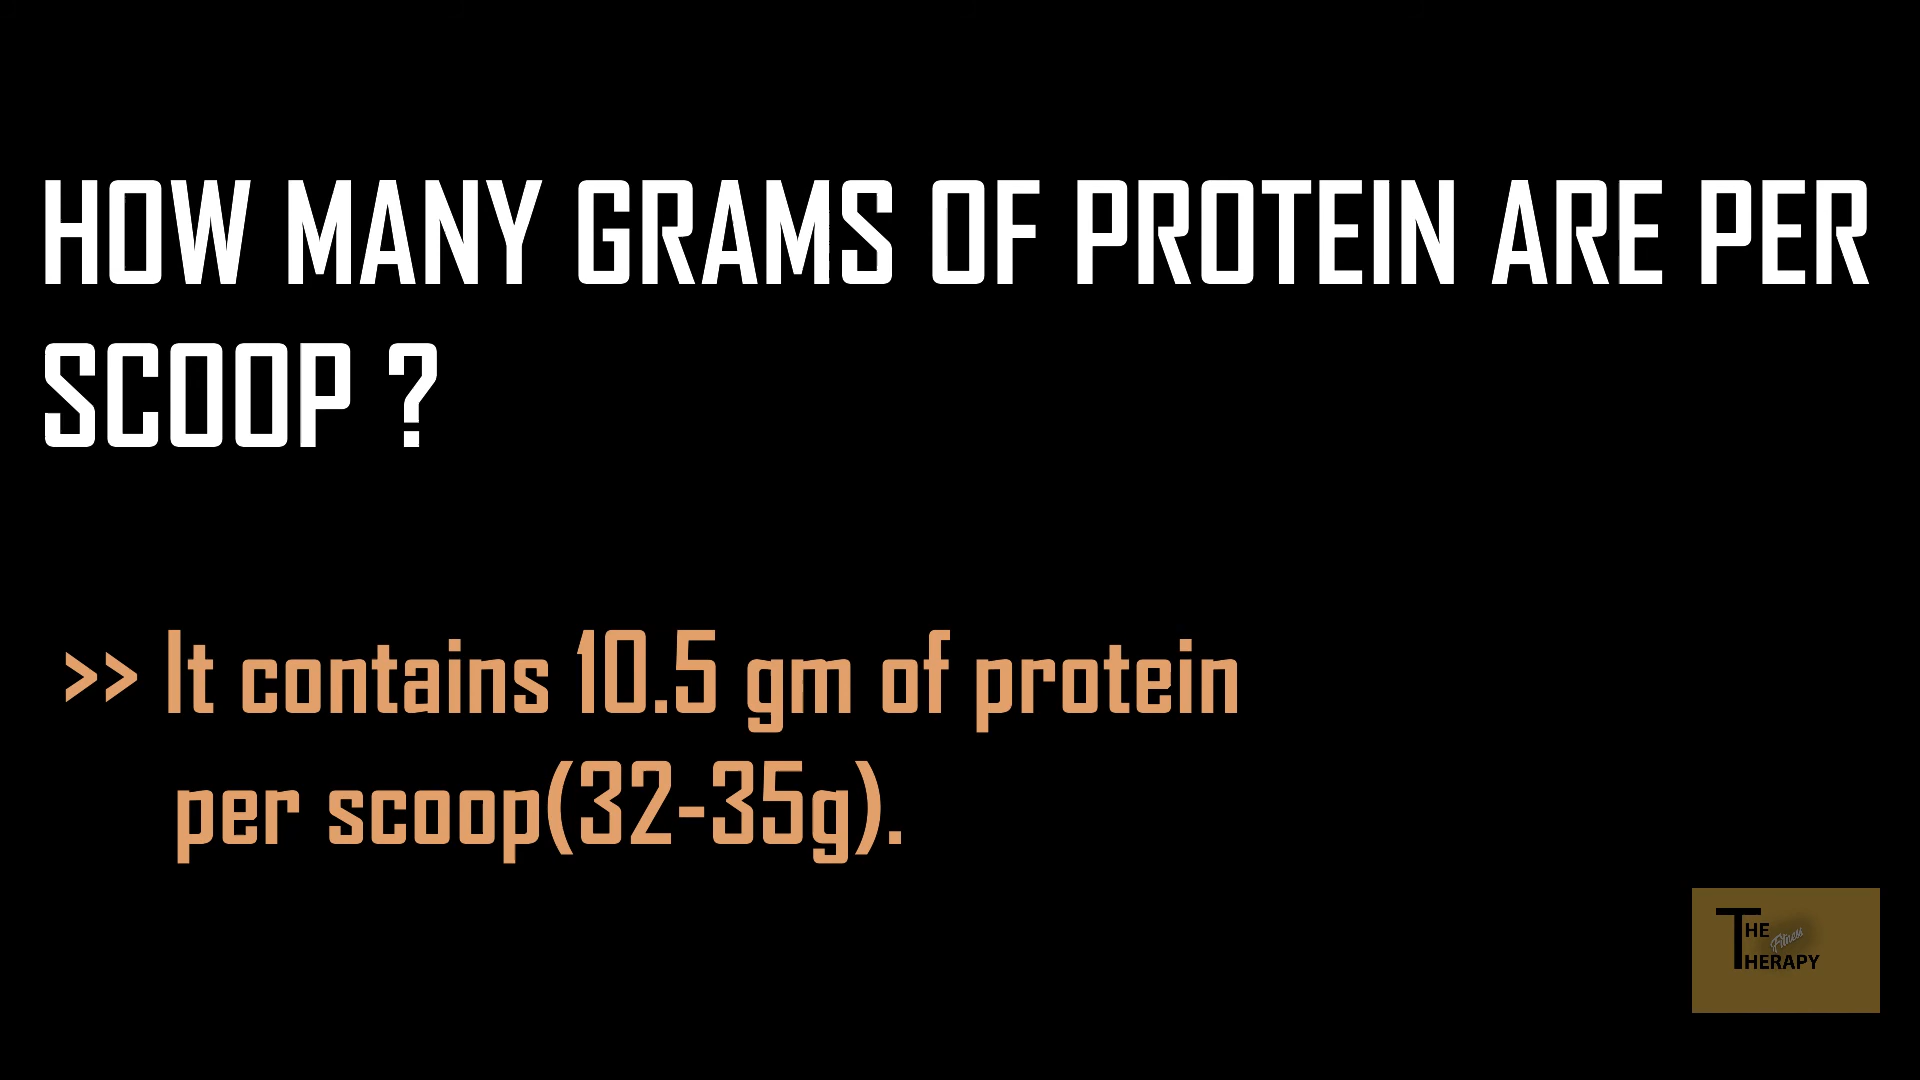 HOW MANY GRAMS OF PROTEIN ARE PER
SCOOP ?
>> It contains 10.5 gm of protein
per scoop(32-35g).
THE
Fitness
THERAPY